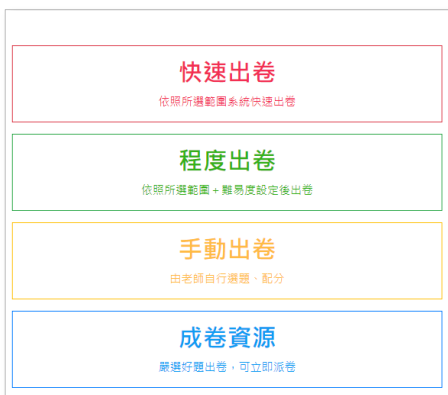 快速出卷
依照所選範圍系統快速出卷
程度出卷
依照所選範圍+難易度設定後出卷
手動出卷
由老師自行選題、配分
成卷資源
嚴選好題出卷，可立即派卷